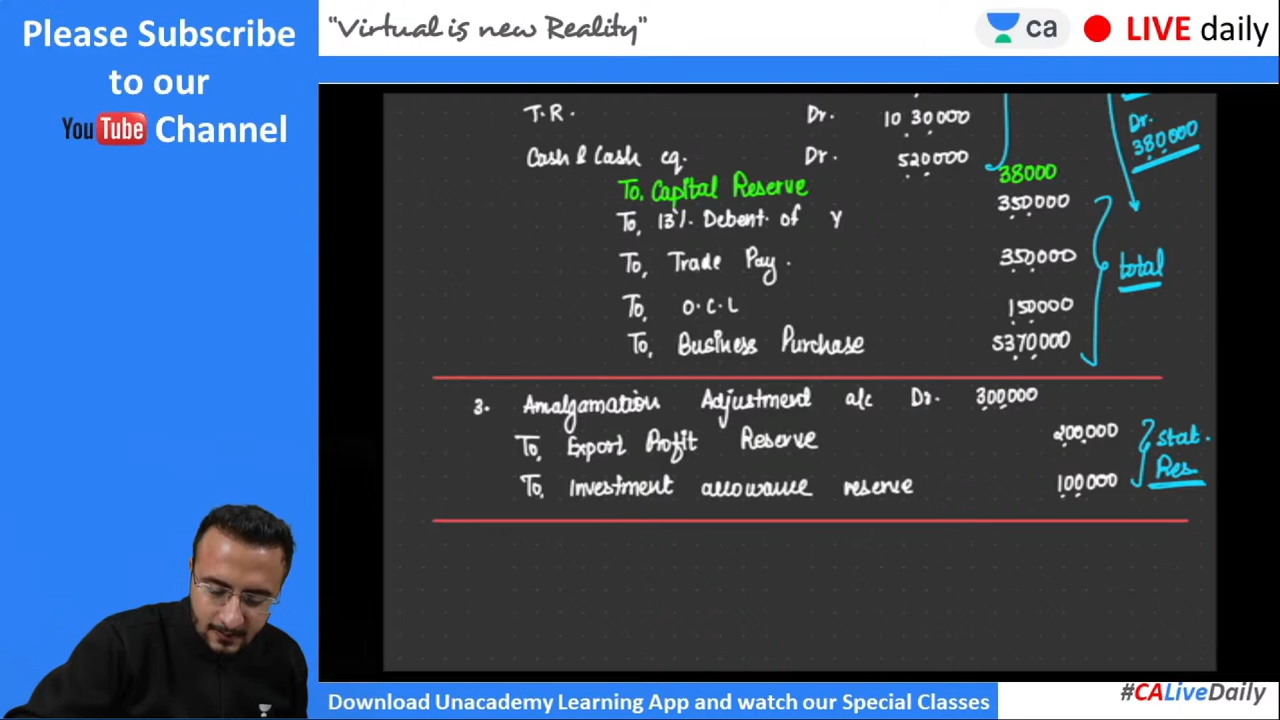 Please Subscribe
to our
YouTube Channel
"Virtual is new Reality"
ca
LIVE daily
T.R. Dr. 1030000
Cash & Cash eq. Dr. 520000
To, Capital Reserve 38000
To, 13% Debent. of Y 350000
To, Trade Pay. 350000
To, O.C.L 150000
To, Business Purchase 5370000
Dr.
380000
total
3. Amalgamation Adjustment a/c Dr. 300000
To, Export Profit Reserve 200000
To, Investment allowance reserve 100000
stat.
Res
Download Unacademy Learning App and watch our Special Classes
#CALiveDaily